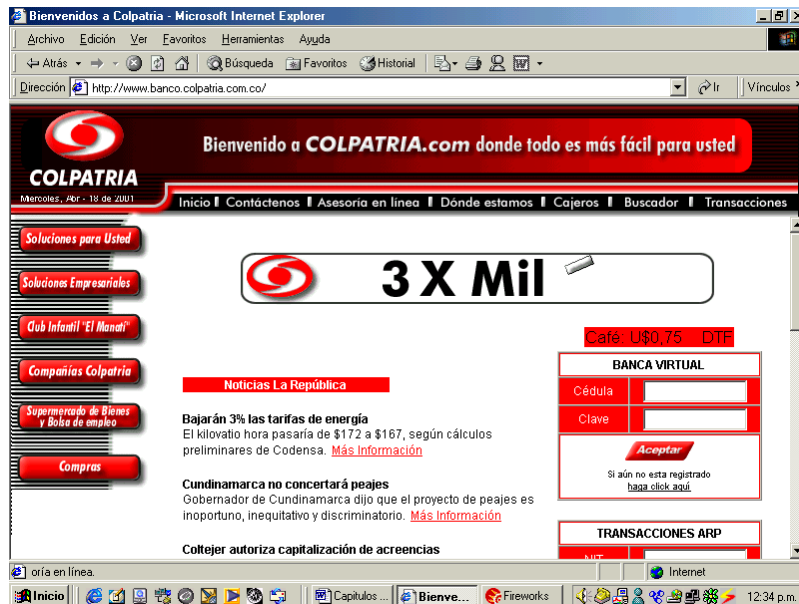 Bienvenidos a Colpatria - Microsoft Internet Explorer
Archivo Edición Ver Favoritos Herramientas Ayuda
Atrás Búsqueda Favoritos Historial
Dirección http://www.banco.colpatria.com.co/ Ir Vínculos
COLPATRIA
Bienvenido a COLPATRIA.com donde todo es más fácil para usted
Miercoles, Abr - 18 de 2001
Inicio Contáctenos Asesoría en línea Dónde estamos Cajeros Buscador Transacciones
Soluciones para Usted
Soluciones Empresariales
Club Infantil "El Manatí"
Compañías Colpatria
Supermercado de Bienes
y Bolsa de empleo
Compras
3 X Mil
Noticias La República
Bajarán 3% las tarifas de energía
El kilovatio hora pasaría de $172 a $167, según cálculos
preliminares de Codensa. Más Información
Cundinamarca no concertará peajes
Gobernador de Cundinamarca dijo que el proyecto de peajes es
inoportuno, inequitativo y discriminatorio. Más Información
Coltejer autoriza capitalización de acreencias
Café: U$0,75 DTF
BANCA VIRTUAL
Cédula
Clave
Aceptar
Si aún no esta registrado
haga click aquí
TRANSACCIONES ARP
NIT
oría en línea. Internet
Inicio Capitulos ... Bienve... Fireworks 12:34 p.m.